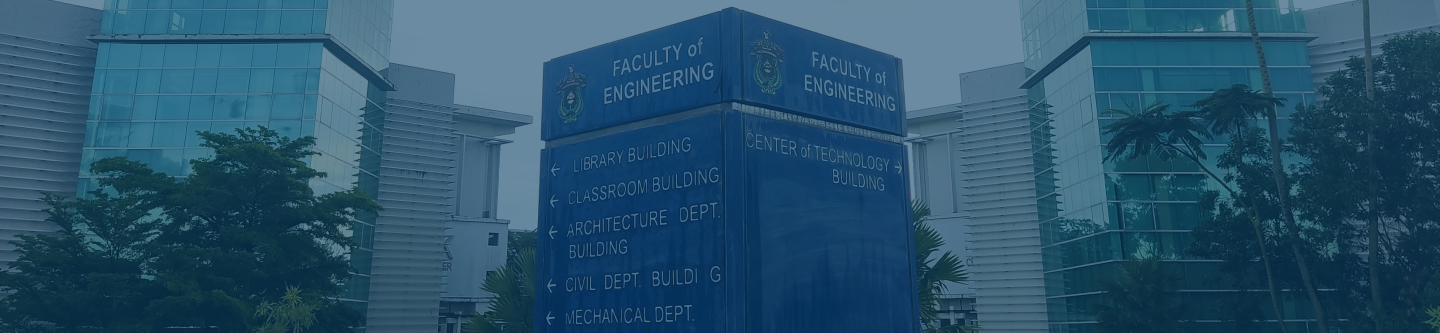 FACULTY of
ENGINEERING
← LIBRARY BUILDING
← CLASSROOM BUILDING
← ARCHITECTURE DEPT.
BUILDING
← CIVIL DEPT. BUILDI G
← MECHANICAL DEPT.
FACULTY of
ENGINEERING
CENTER of TECHNOLOGY →
BUILDING